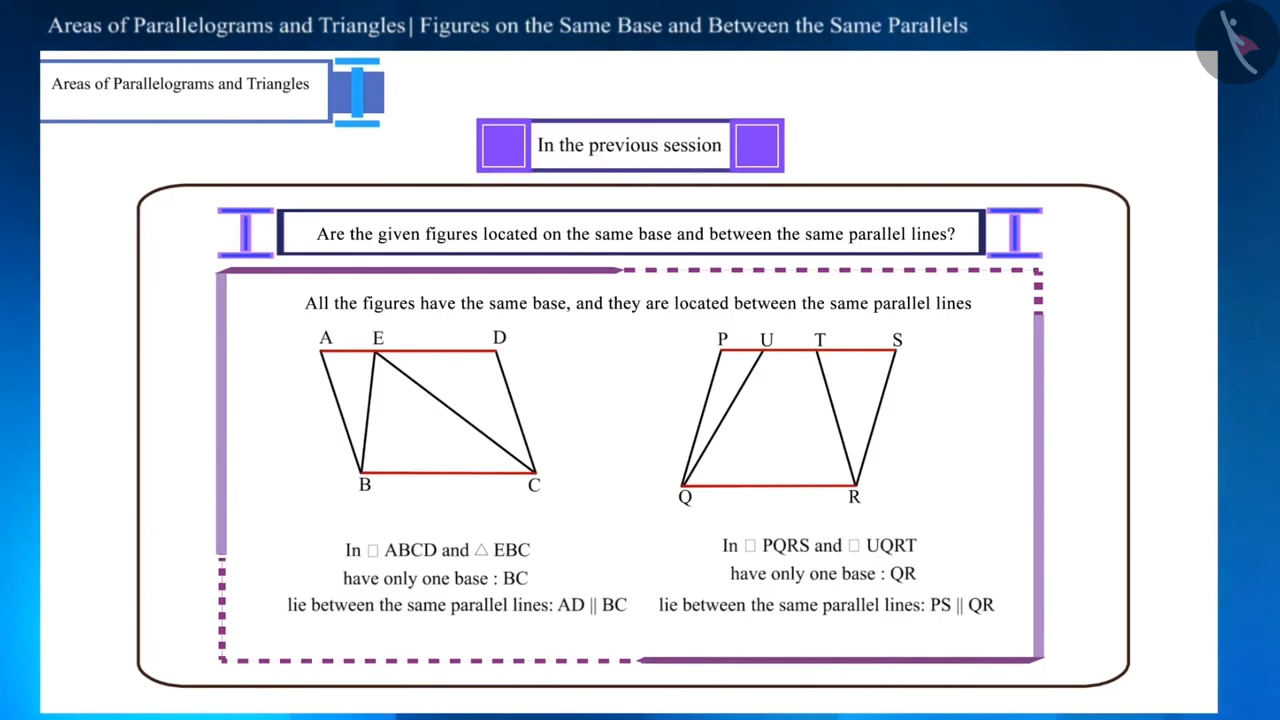 Areas of Parallelograms and Triangles| Figures on the Same Base and Between the Same Parallels
Areas of Parallelograms and Triangles
In the previous session
Are the given figures located on the same base and between the same parallel lines?
All the figures have the same base, and they are located between the same parallel lines
A E D
B C
P U T S
Q R
In □ ABCD and △ EBC
have only one base : BC
lie between the same parallel lines: AD || BC
In □ PQRS and □ UQRT
have only one base : QR
lie between the same parallel lines: PS || QR